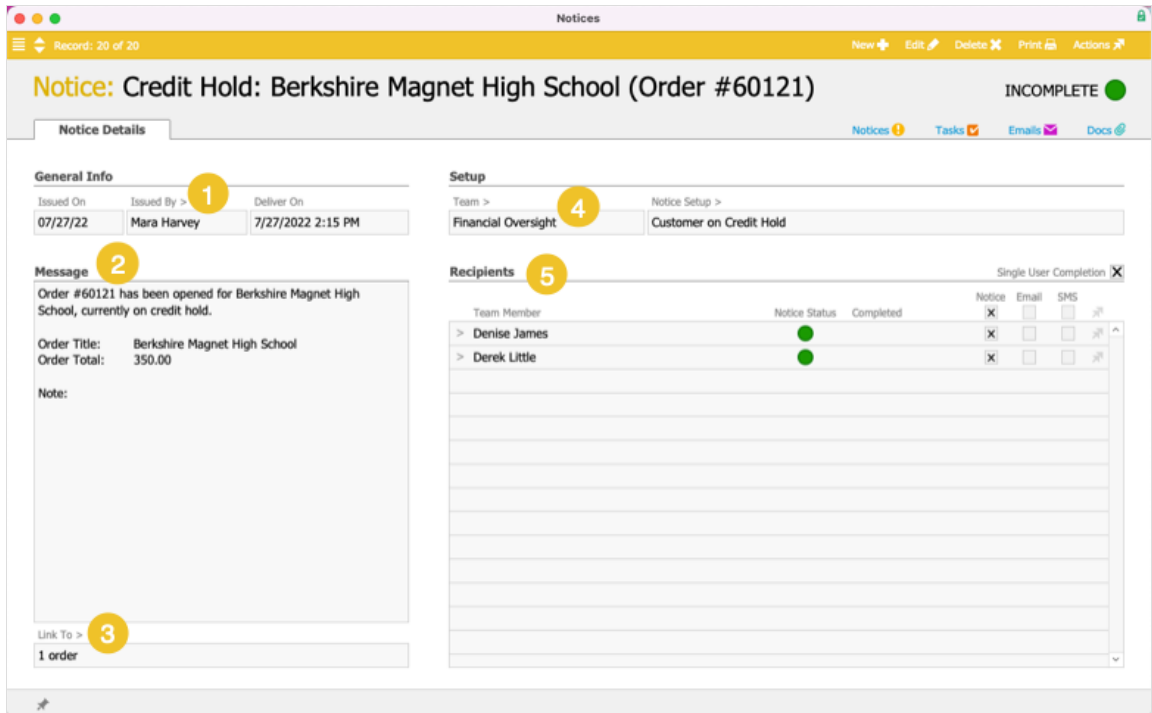 Notices
Record: 20 of 20 New Edit Delete Print Actions
Notice: Credit Hold: Berkshire Magnet High School (Order #60121)
INCOMPLETE
Notice Details
Notices Tasks Emails Docs
General Info
Issued On Issued By > 1 Deliver On
07/27/22 Mara Harvey 7/27/2022 2:15 PM
Message 2
Order #60121 has been opened for Berkshire Magnet High
School, currently on credit hold.
Order Title: Berkshire Magnet High School
Order Total: 350.00
Note:
Link To > 3
1 order
Setup
Team > 4 Notice Setup >
Financial Oversight Customer on Credit Hold
Recipients 5 Single User Completion X
Notice Email SMS
Team Member Notice Status Completed X
> Denise James X
> Derek Little X